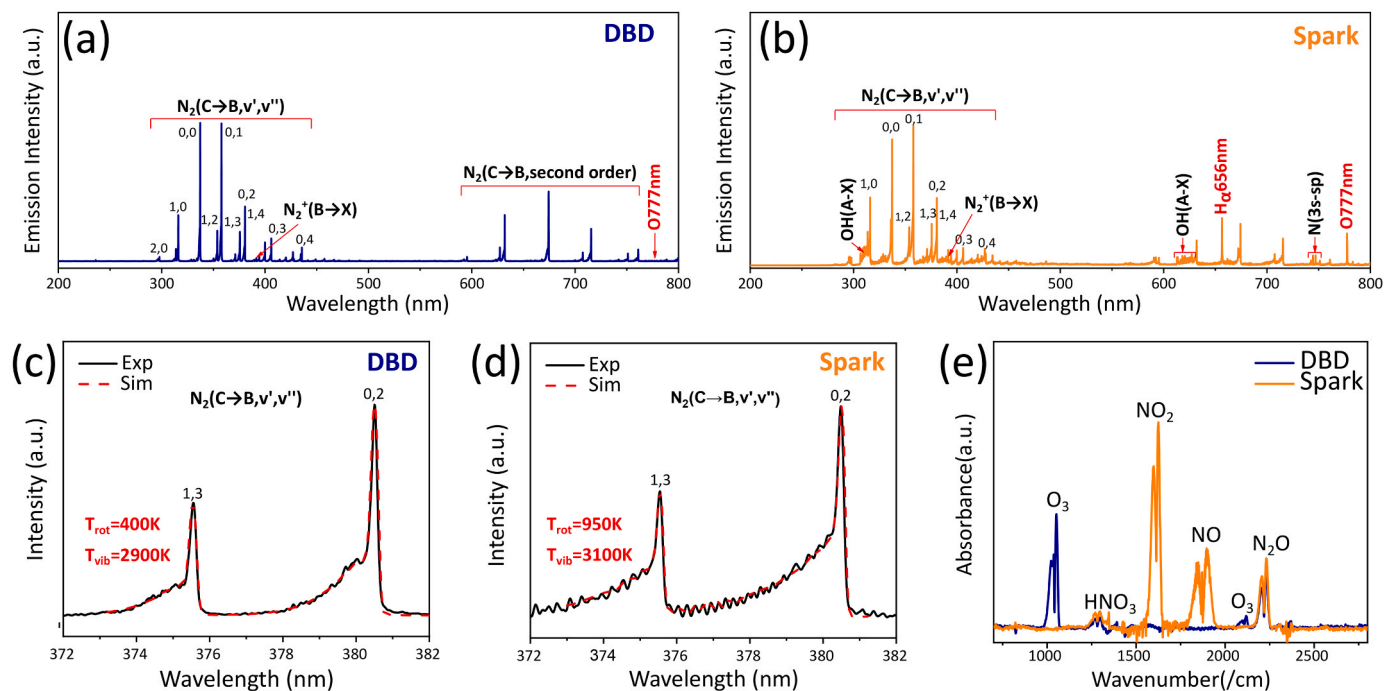 (a)
DBD
Emission Intensity (a.u.)
N₂(C→B,v',v'')
0,0
0,1
1,0
0,2
1,2
1,3
1,4
N₂⁺(B→X)
2,0
0,3
0,4
N₂(C→B,second order)
O777nm
200 300 400 500 600 700 800
Wavelength (nm)
(b)
Spark
Emission Intensity (a.u.)
N₂(C→B,v',v'')
0,0
0,1
OH(A-X)
1,0
0,2
1,2
1,3
1,4
N₂⁺(B→X)
0,3
0,4
OH(A-X)
Hα656nm
N(3s-sp)
O777nm
200 300 400 500 600 700 800
Wavelength (nm)
(c)
Exp
Sim
DBD
N₂(C→B,v',v'')
0,2
1,3
Trot=400K
Tvib=2900K
Intensity (a.u.)
372 374 376 378 380 382
Wavelength (nm)
(d)
Exp
Sim
Spark
N₂(C→B,v',v'')
0,2
1,3
Trot=950K
Tvib=3100K
Intensity (a.u.)
372 374 376 378 380 382
Wavelength (nm)
(e)
DBD
Spark
NO₂
O₃
NO
N₂O
HNO₃
O₃
Absorbance(a.u.)
1000 1500 2000 2500
Wavenumber(/cm)